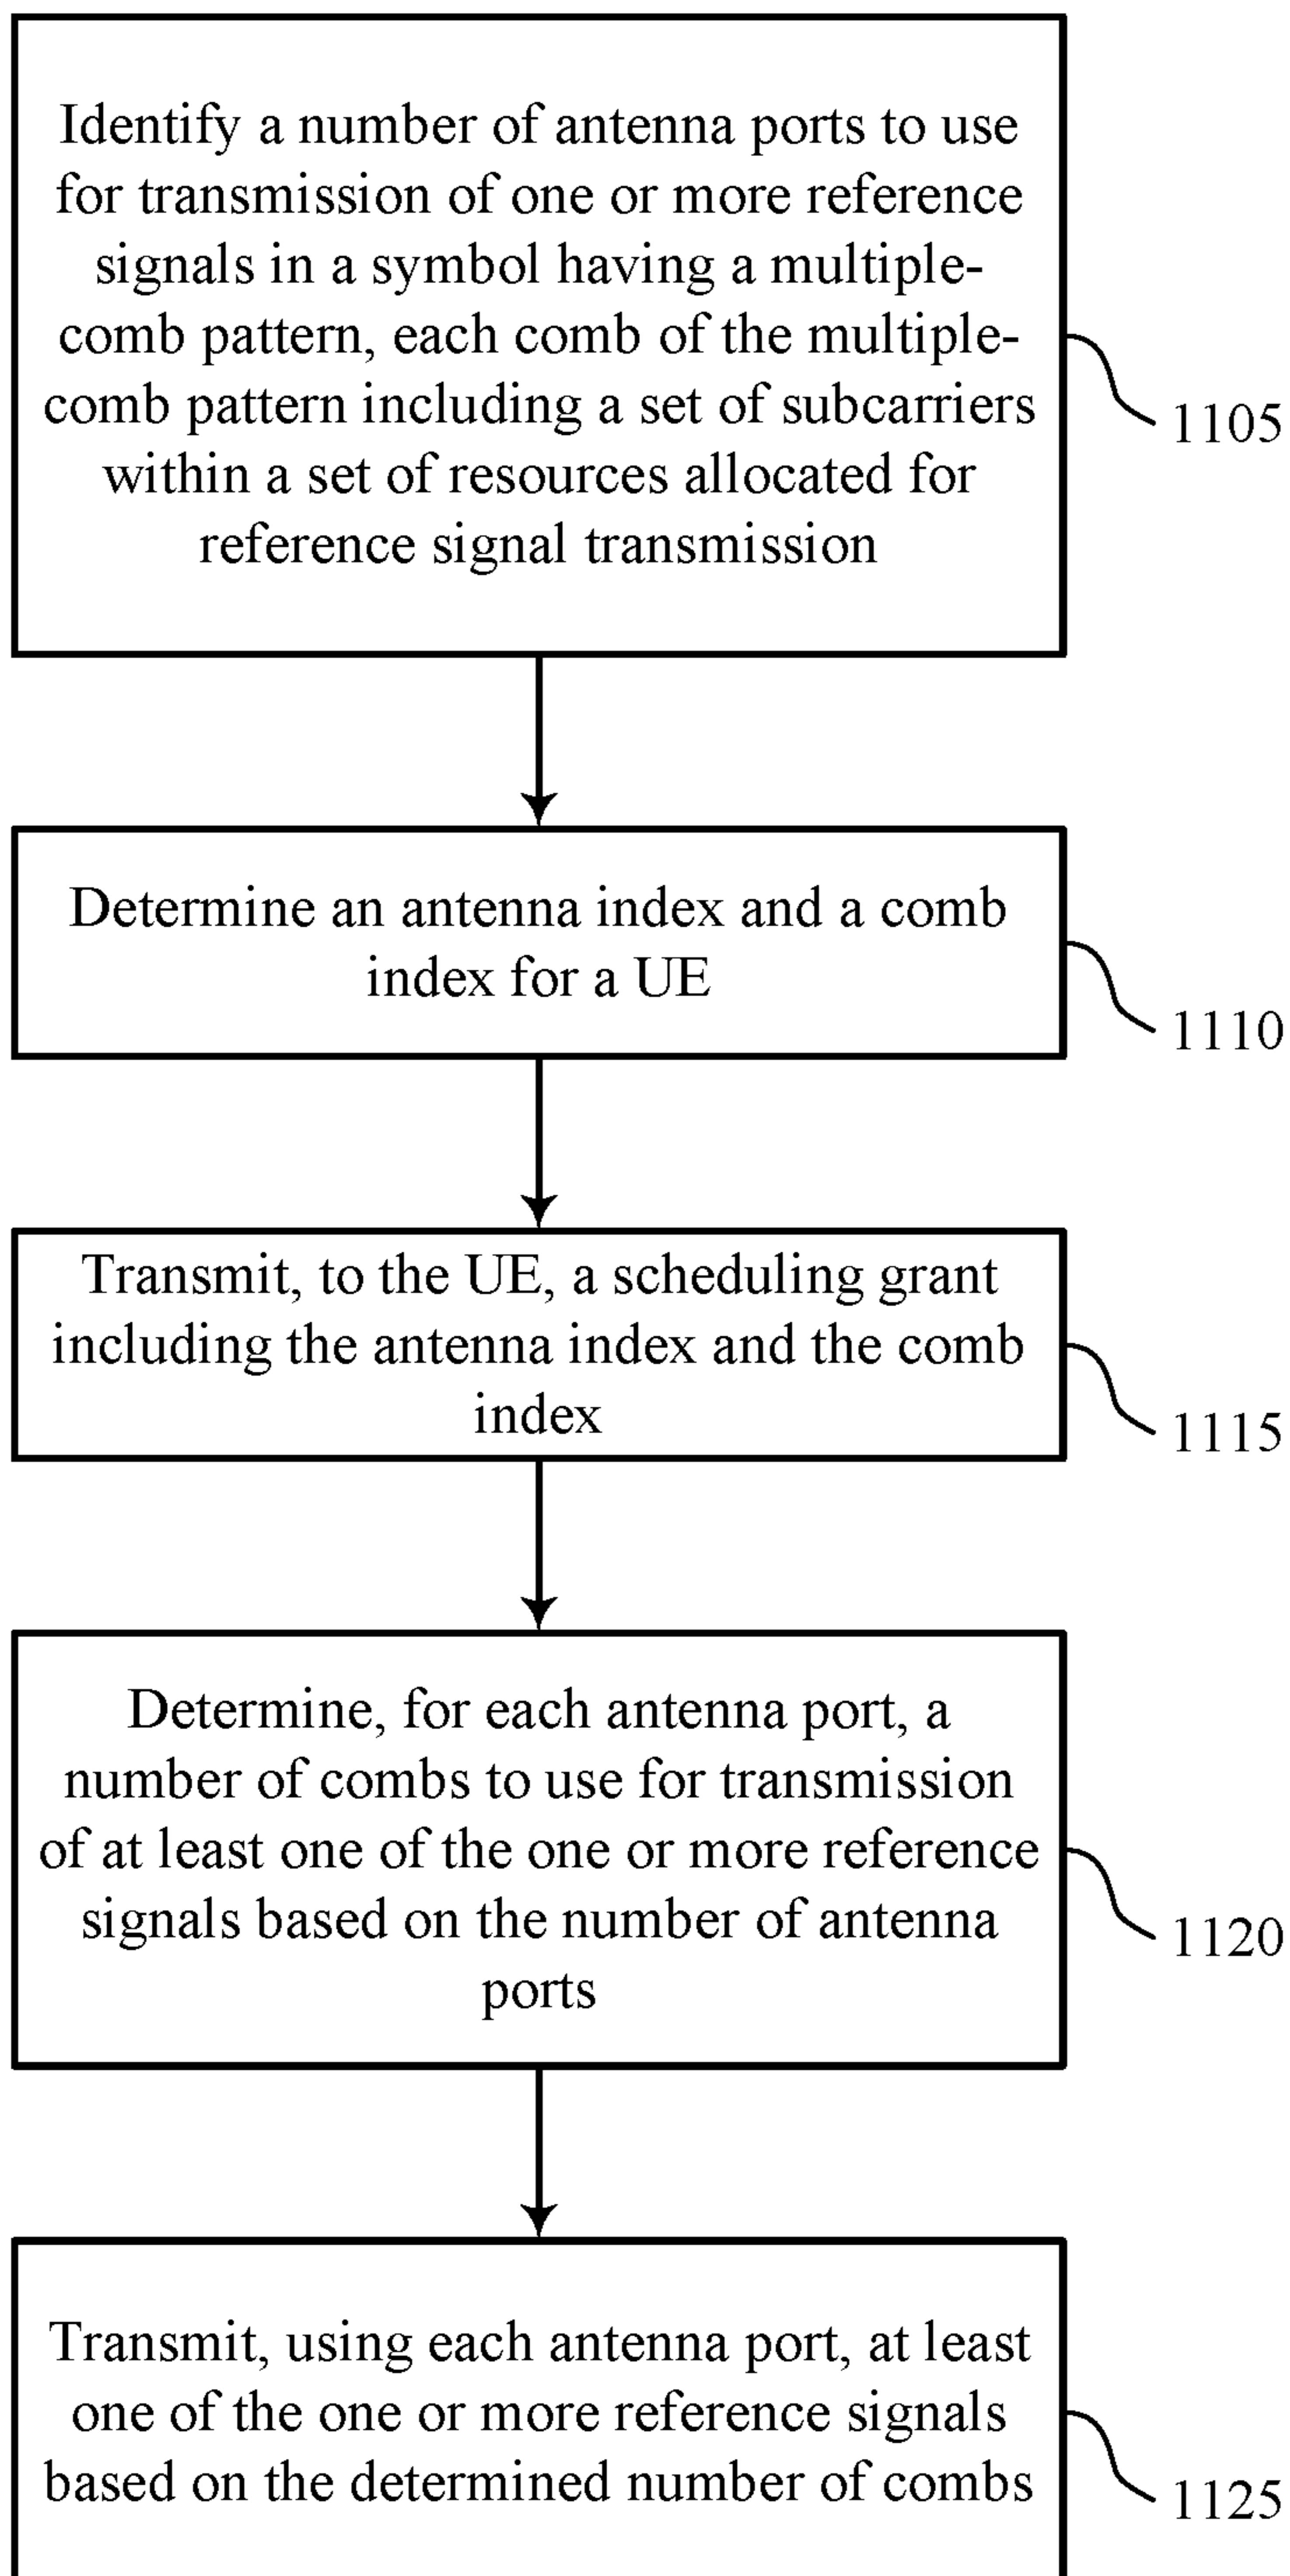 Identify a number of antenna ports to use
for transmission of one or more reference
signals in a symbol having a multiple-
comb pattern, each comb of the multiple-
comb pattern including a set of subcarriers
within a set of resources allocated for
reference signal transmission
1105
Determine an antenna index and a comb
index for a UE
1110
Transmit, to the UE, a scheduling grant
including the antenna index and the comb
index
1115
Determine, for each antenna port, a
number of combs to use for transmission
of at least one of the one or more reference
signals based on the number of antenna
ports
1120
Transmit, using each antenna port, at least
one of the one or more reference signals
based on the determined number of combs
1125